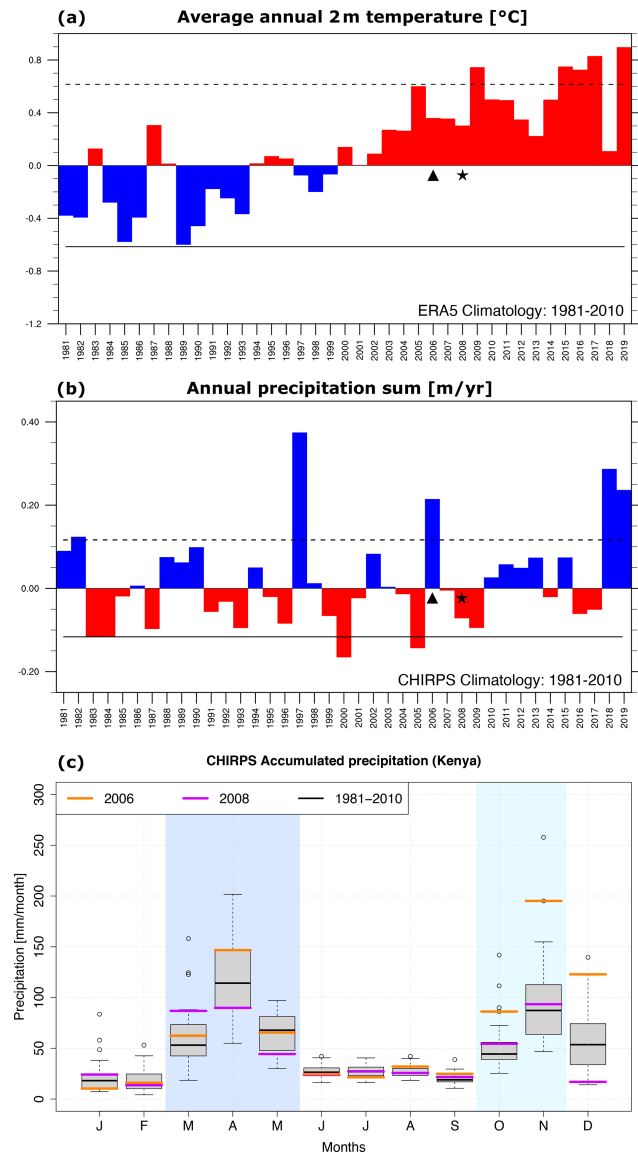 (a) Average annual 2m temperature [°C]
0.8
0.4
0.0
-0.4
-0.8
-1.2
ERA5 Climatology: 1981-2010
1981 1982 1983 1984 1985 1986 1987 1988 1989 1990 1991 1992 1993 1994 1995 1996 1997 1998 1999 2000 2001 2002 2003 2004 2005 2006 2007 2008 2009 2010 2011 2012 2013 2014 2015 2016 2017 2018 2019
(b) Annual precipitation sum [m/yr]
0.40
0.20
0.00
-0.20
CHIRPS Climatology: 1981-2010
1981 1982 1983 1984 1985 1986 1987 1988 1989 1990 1991 1992 1993 1994 1995 1996 1997 1998 1999 2000 2001 2002 2003 2004 2005 2006 2007 2008 2009 2010 2011 2012 2013 2014 2015 2016 2017 2018 2019
(c) CHIRPS Accumulated precipitation (Kenya)
2006 2008 1981−2010
Precipitation [mm/month]
300
250
200
150
100
50
0
J F M A M J J A S O N D
Months